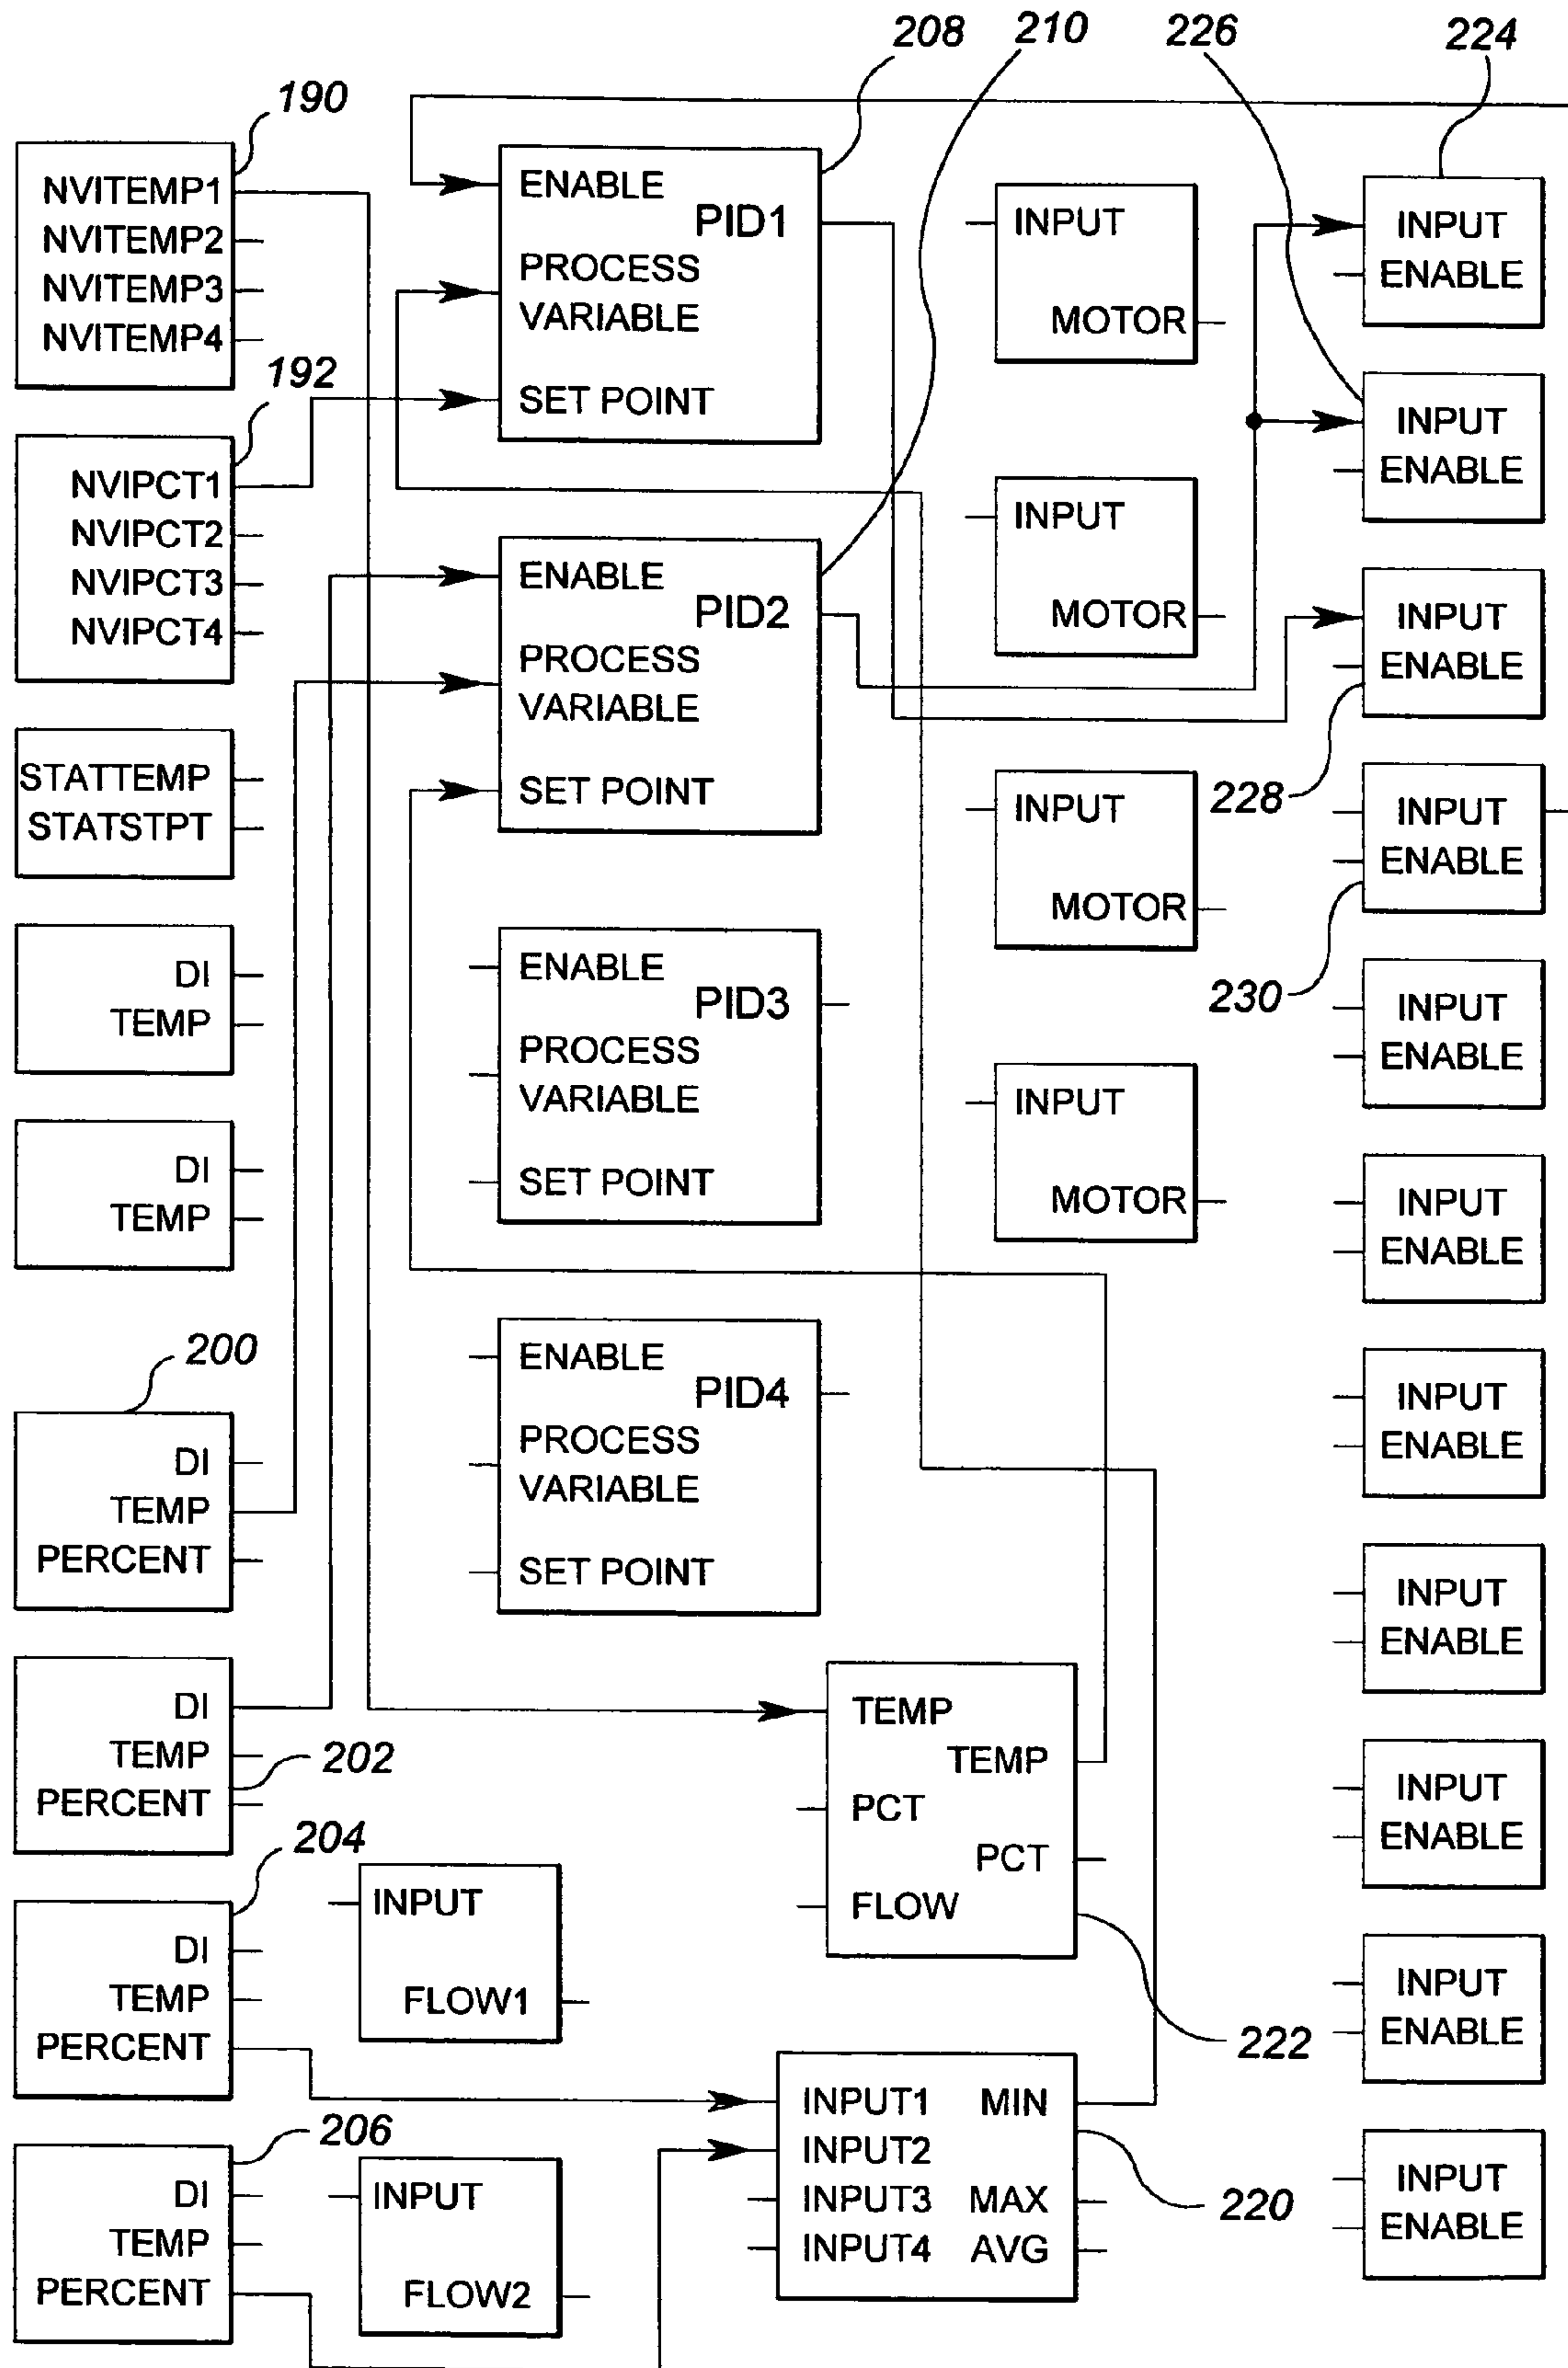 208
210
226
224
190
NVITEMP1
NVITEMP2
NVITEMP3
NVITEMP4
192
NVIPCT1
NVIPCT2
NVIPCT3
NVIPCT4
STATTEMP
STATSTPT
DI
TEMP
DI
TEMP
200
DI
TEMP
PERCENT
DI
TEMP
202
PERCENT
204
DI
TEMP
PERCENT
206
DI
TEMP
PERCENT
INPUT
FLOW1
INPUT
FLOW2
ENABLE
PID1
PROCESS
VARIABLE
SET POINT
ENABLE
PID2
PROCESS
VARIABLE
SET POINT
ENABLE
PID3
PROCESS
VARIABLE
SET POINT
ENABLE
PID4
PROCESS
VARIABLE
SET POINT
TEMP
TEMP
PCT
PCT
FLOW
222
INPUT1 MIN
INPUT2
INPUT3 MAX
INPUT4 AVG
220
INPUT
MOTOR
INPUT
MOTOR
INPUT
MOTOR
INPUT
MOTOR
INPUT
ENABLE
INPUT
ENABLE
INPUT
ENABLE
228
INPUT
ENABLE
230
INPUT
ENABLE
INPUT
ENABLE
INPUT
ENABLE
INPUT
ENABLE
INPUT
ENABLE
INPUT
ENABLE
INPUT
ENABLE